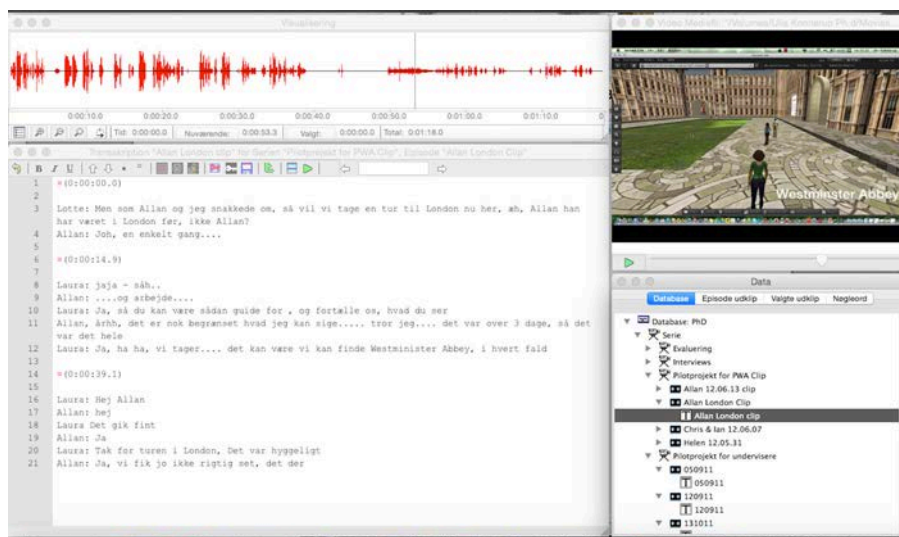 Visualisering
0:00:10.0 0:00:20.0 0:00:30.0 0:00:40.0 0:00:50.0 0:01:00.0 0:01:10.0
Tid: 0:00:00.0 Nuværende: 0:00:53.3 Valgt: 0:00:00.0 Total: 0:01:18.0
Transkription "Allan London clip" for Serien "Pilotprojekt for PWA Clip", Episode "Allan London Clip"
B I U
1 ¤(0:00:00.0)
2
3 Lotte: Men som Allan og jeg snakkede om, så vil vi tage en tur til London nu her, æh, Allan han
har været i London før, ikke Allan?
4 Allan: Joh, en enkelt gang....
5
6 ¤(0:00:14.9)
7
8 Laura: jaja - nåh..
9 Allan: ....og arbejde....
10 Laura: Ja, så du kan være sådan guide for , og fortælle os, hvad du ser
11 Allan, århh, det er nok begrænset hvad jeg kan sige..... tror jeg.... det var over 3 dage, så det
var det hele
12 Laura: Ja, ha ha, vi tager.... det kan være vi kan finde Westminister Abbey, i hvert fald
13
14 ¤(0:00:39.1)
15
16 Laura: Hej Allan
17 Allan: hej
18 Laura Det gik fint
19 Allan: Ja
20 Laura: Tak for turen i London, Det var hyggeligt
21 Allan: Ja, vi fik jo ikke rigtig set, det der
Video Mediefil: "/Volumes/Ulla Konnerup Ph.d/Movies
Westminster Abbey
Data
Database Episode udklip Valgte udklip Nøgleord
Database: PhD
Serie
Evaluering
Interviews
Pilotprojekt for PWA Clip
Allan 12.06.13 clip
Allan London Clip
Allan London clip
Chris & Ian 12.06.07
Helen 12.05.31
Pilotprojekt for undervisere
050911
050911
120911
120911
131011